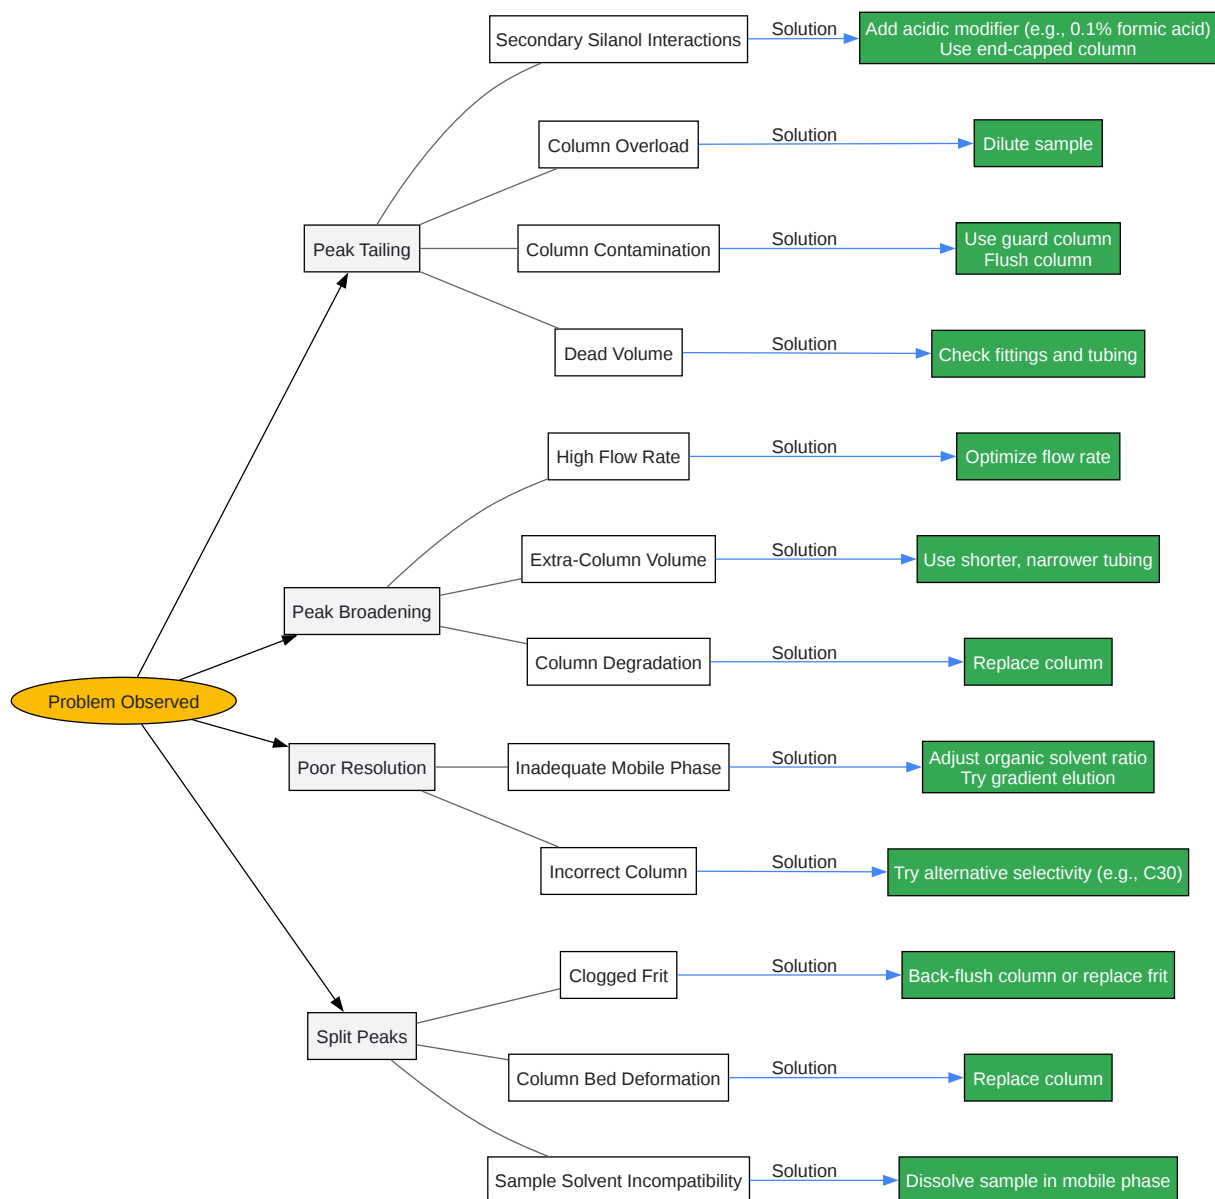 Secondary Silanol Interactions
Solution
Add acidic modifier (e.g., 0.1% formic acid)
Use end-capped column
Column Overload
Solution
Dilute sample
Peak Tailing
Column Contamination
Solution
Use guard column
Flush column
Dead Volume
Solution
Check fittings and tubing
High Flow Rate
Solution
Optimize flow rate
Extra-Column Volume
Solution
Use shorter, narrower tubing
Peak Broadening
Column Degradation
Solution
Replace column
Problem Observed
Poor Resolution
Inadequate Mobile Phase
Solution
Adjust organic solvent ratio
Try gradient elution
Incorrect Column
Solution
Try alternative selectivity (e.g., C30)
Clogged Frit
Solution
Back-flush column or replace frit
Split Peaks
Column Bed Deformation
Solution
Replace column
Sample Solvent Incompatibility
Solution
Dissolve sample in mobile phase